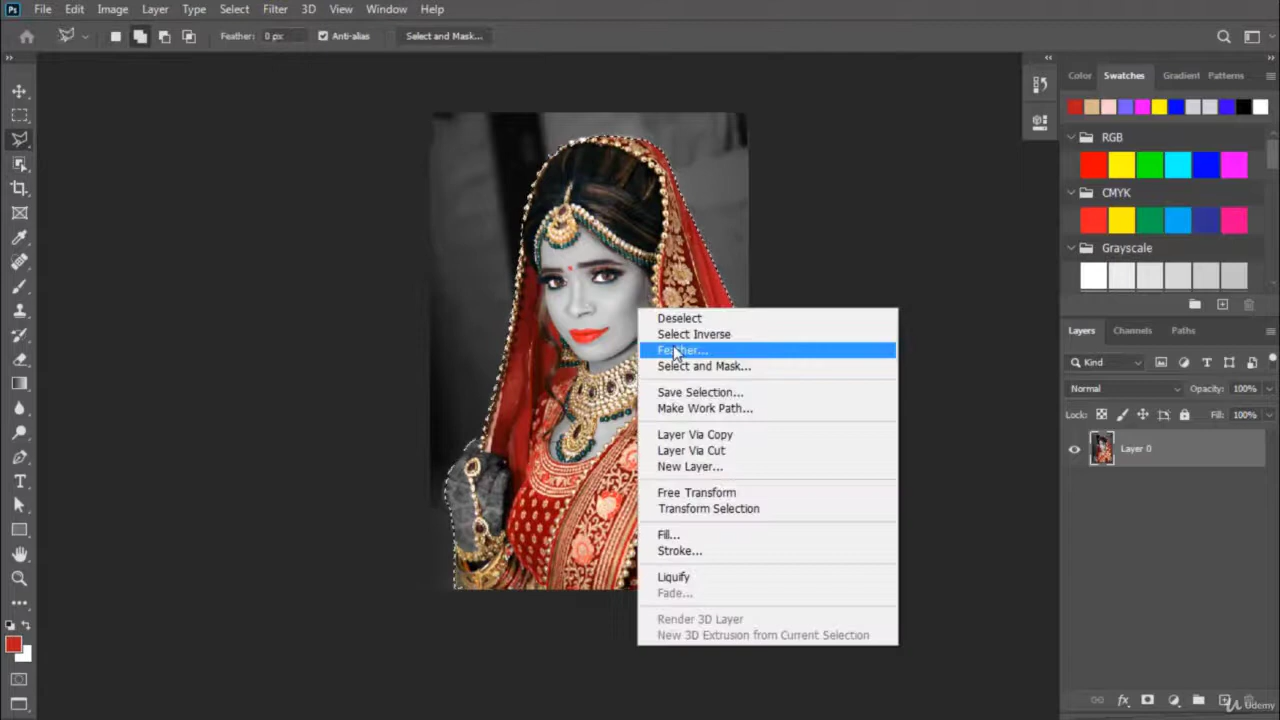 Ps File Edit Image Layer Type Select Filter 3D View Window Help
Feather: 0 px Anti-alias Select and Mask...
Color Swatches Gradient Patterns
RGB
CMYK
Grayscale
Deselect
Select Inverse
Feather...
Select and Mask...
Save Selection...
Make Work Path...
Layer Via Copy
Layer Via Cut
New Layer...
Free Transform
Transform Selection
Fill...
Stroke...
Liquify
Fade...
Render 3D Layer
New 3D Extrusion from Current Selection
Layers Channels Paths
Kind
Normal Opacity: 100%
Lock: Fill: 100%
Layer 0
fx
Udemy